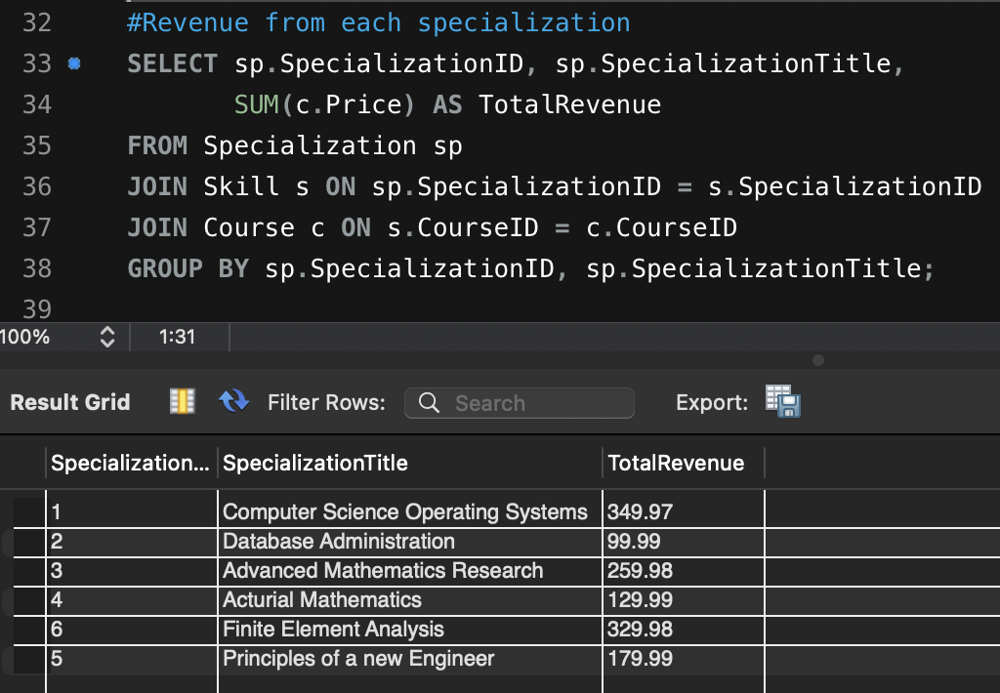 32 #Revenue from each specialization
33 SELECT sp.SpecializationID, sp.SpecializationTitle,
34 SUM(c.Price) AS TotalRevenue
35 FROM Specialization sp
36 JOIN Skill s ON sp.SpecializationID = s.SpecializationID
37 JOIN Course c ON s.CourseID = c.CourseID
38 GROUP BY sp.SpecializationID, sp.SpecializationTitle;
39
100% 1:31
Result Grid Filter Rows: Search Export:
Specialization... SpecializationTitle TotalRevenue
1 Computer Science Operating Systems 349.97
2 Database Administration 99.99
3 Advanced Mathematics Research 259.98
4 Acturial Mathematics 129.99
6 Finite Element Analysis 329.98
5 Principles of a new Engineer 179.99